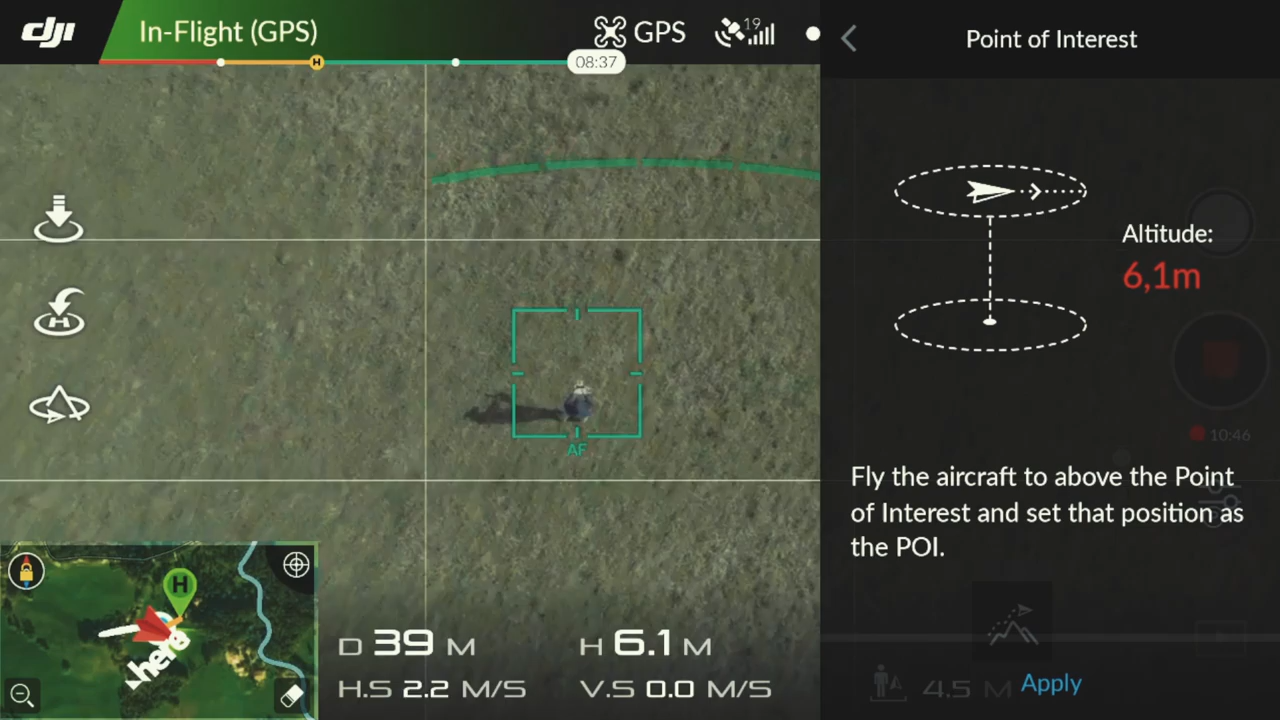 dji
In-Flight (GPS)
GPS
19
08:37
Point of Interest
Altitude:
6,1m
AF
10:46
Fly the aircraft to above the Point
of Interest and set that position as
the POI.
H
here
D 39 M
H 6.1 M
H.S 2.2 M/S
V.S 0.0 M/S
4.5 M
Apply